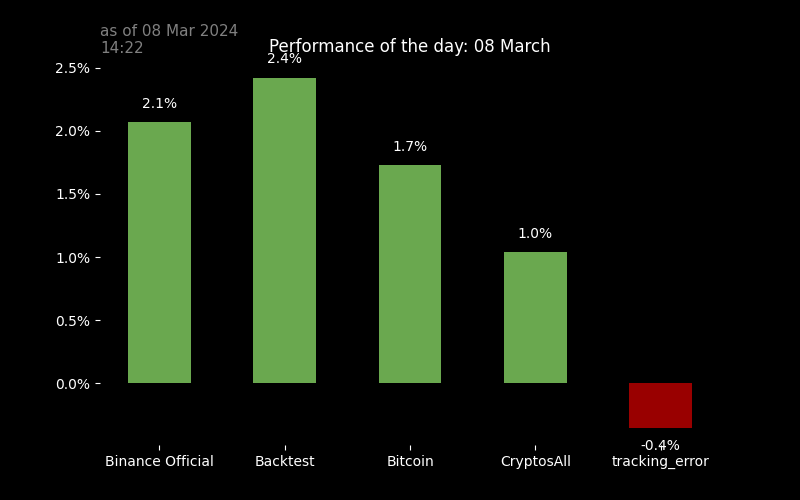 as of 08 Mar 2024
14:22
Performance of the day: 08 March
2.5%
2.0%
1.5%
1.0%
0.5%
0.0%
2.1%
2.4%
1.7%
1.0%
-0.4%
Binance Official
Backtest
Bitcoin
CryptosAll
tracking_error